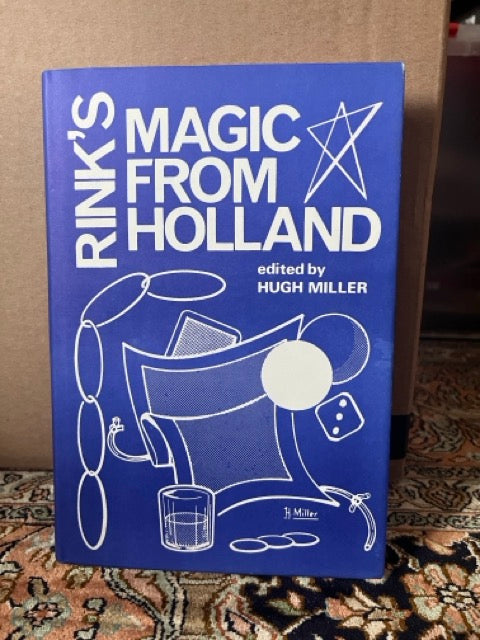 RINK'S
MAGIC
FROM
HOLLAND
edited by
HUGH MILLER
H Miller